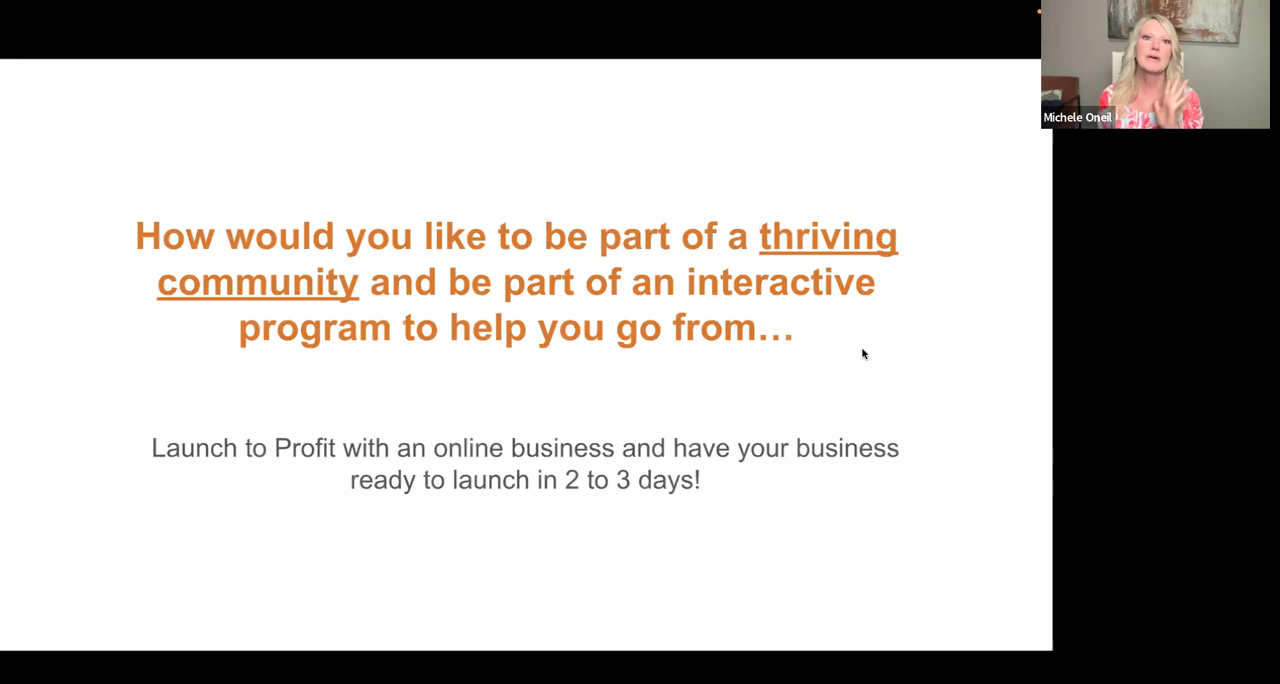 Michele Oneil
How would you like to be part of a thriving
community and be part of an interactive
program to help you go from…
Launch to Profit with an online business and have your business
ready to launch in 2 to 3 days!